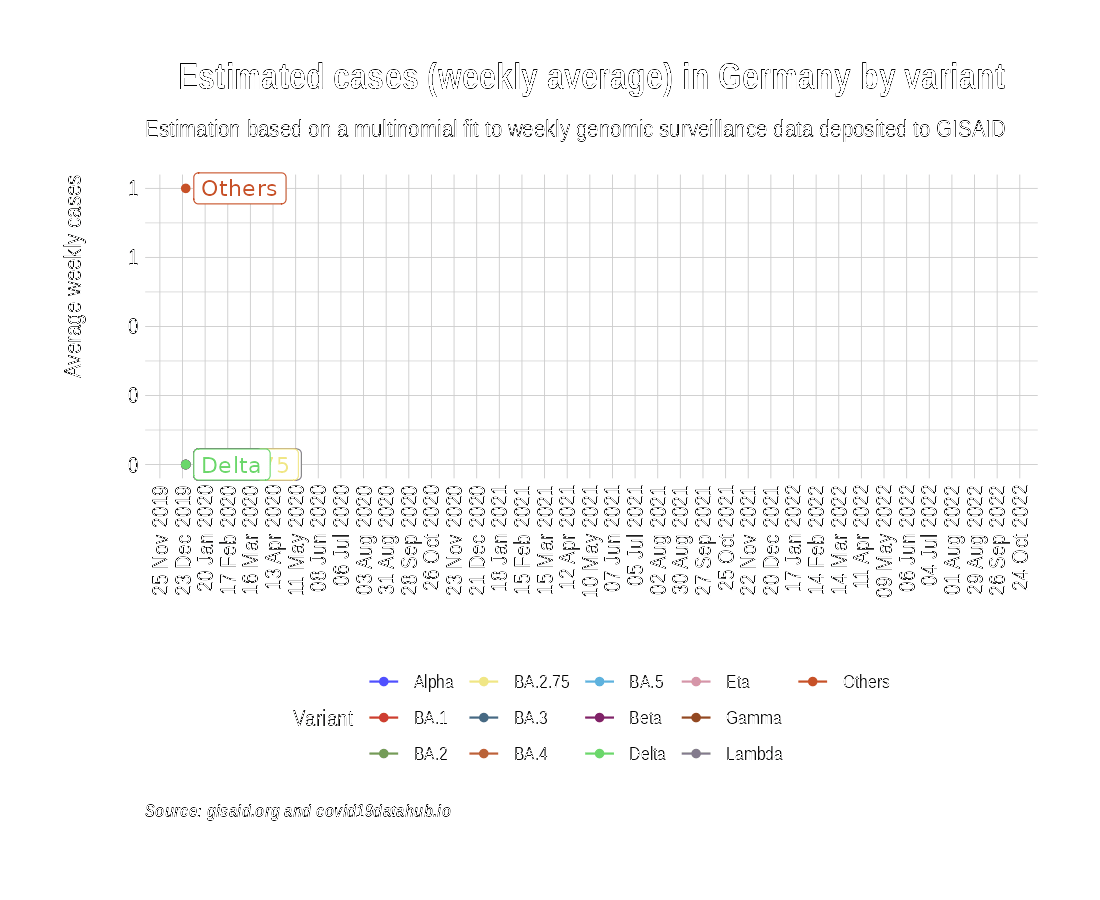 Estimated cases (weekly average) in Germany by variant
Estimation based on a multinomial fit to weekly genomic surveillance data deposited to GISAID
Average weekly cases
1
Others
1
0
0
0
Delta
5
25 Nov 2019
23 Dec 2019
20 Jan 2020
17 Feb 2020
16 Mar 2020
13 Apr 2020
11 May 2020
08 Jun 2020
06 Jul 2020
03 Aug 2020
31 Aug 2020
28 Sep 2020
26 Oct 2020
23 Nov 2020
21 Dec 2020
18 Jan 2021
15 Feb 2021
15 Mar 2021
12 Apr 2021
10 May 2021
07 Jun 2021
05 Jul 2021
02 Aug 2021
30 Aug 2021
27 Sep 2021
25 Oct 2021
22 Nov 2021
20 Dec 2021
17 Jan 2022
14 Feb 2022
14 Mar 2022
11 Apr 2022
09 May 2022
06 Jun 2022
04 Jul 2022
01 Aug 2022
29 Aug 2022
26 Sep 2022
24 Oct 2022
Variant
Alpha
BA.1
BA.2
BA.2.75
BA.3
BA.4
BA.5
Beta
Delta
Eta
Gamma
Lambda
Others
Source: gisaid.org and covid19datahub.io